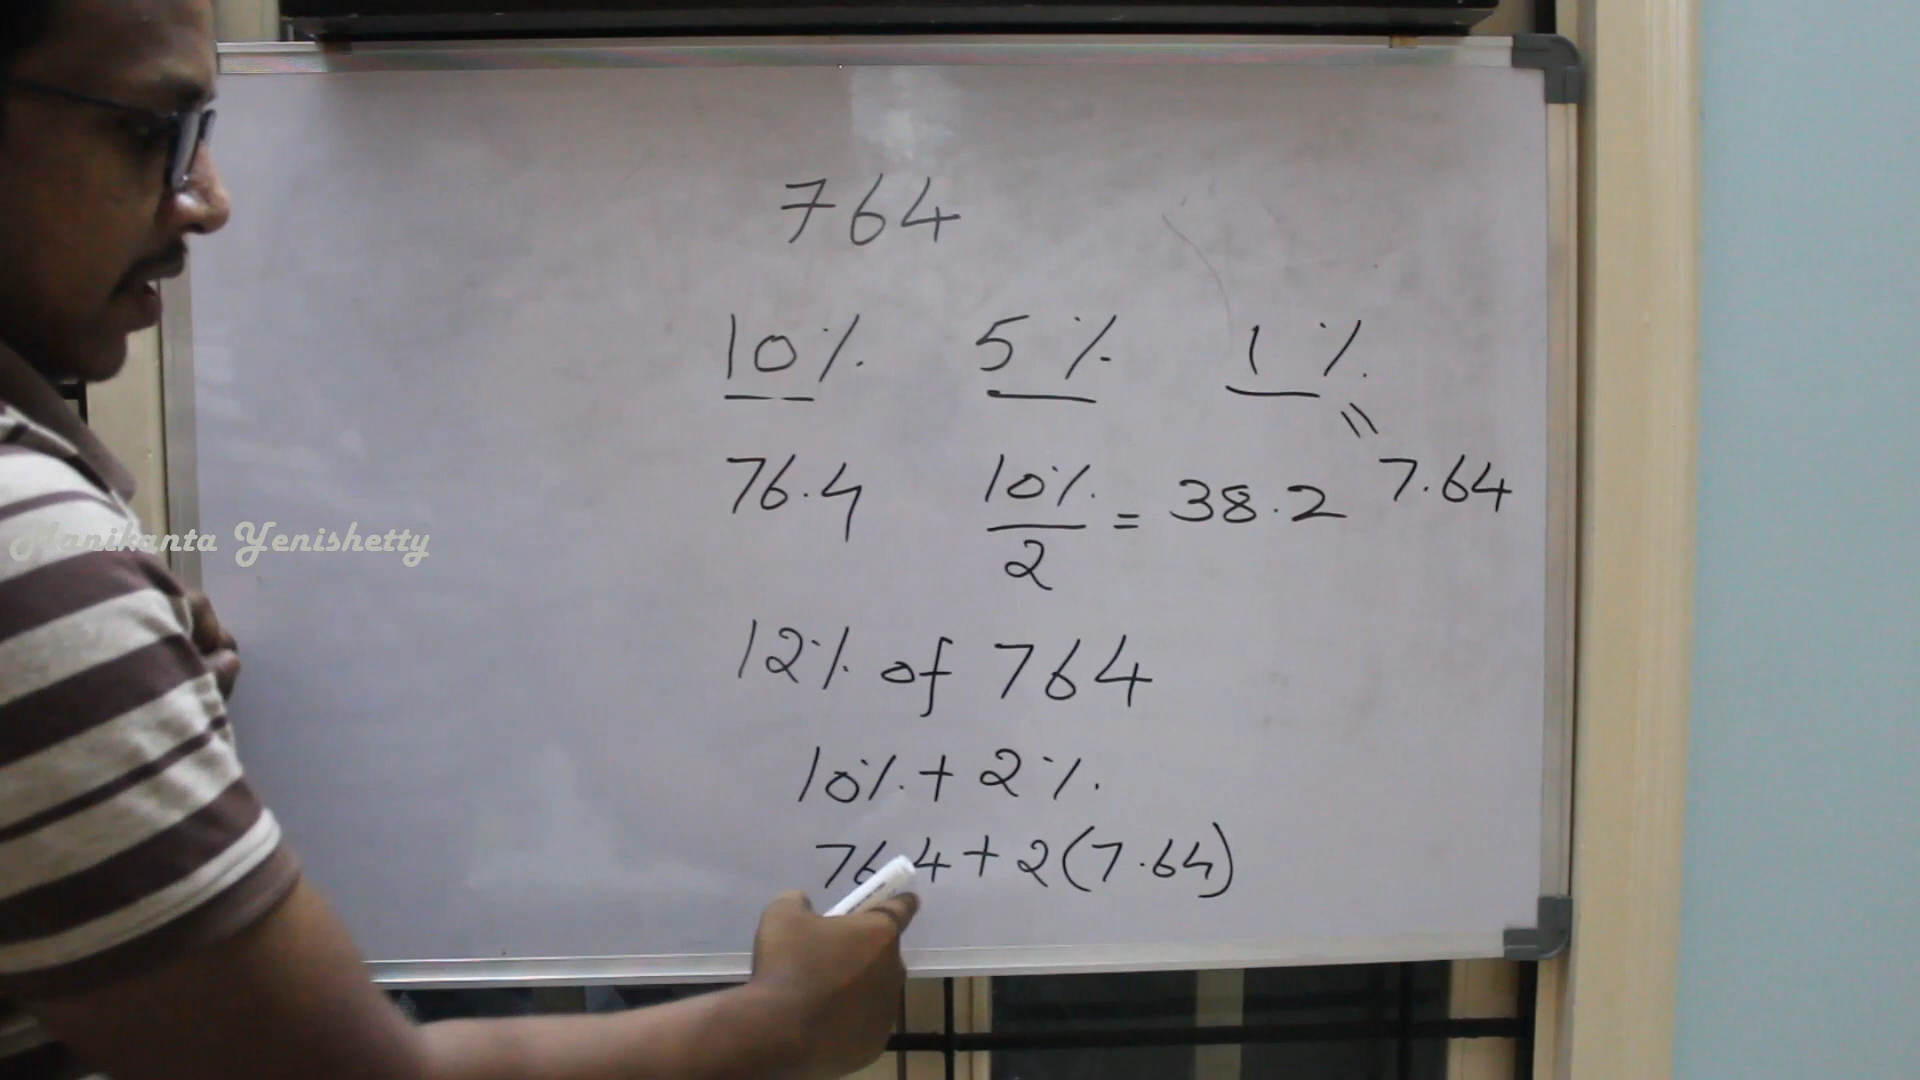 764
10% 5% 1%
= 7.64
76.4 10%/2 = 38.2
Manikanta Yenishetty
12% of 764
10% + 2%
76.4 + 2(7.64)